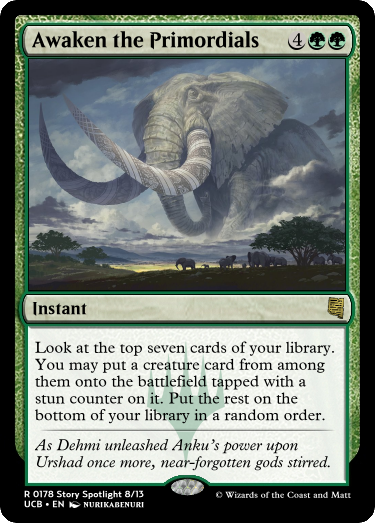 Awaken the Primordials 4
Instant
Look at the top seven cards of your library.
You may put a creature card from among
them onto the battlefield tapped with a
stun counter on it. Put the rest on the
bottom of your library in a random order.
As Dehmi unleashed Anku's power upon
Urshad once more, near-forgotten gods stirred.
R 0178 Story Spotlight 8/13
UCB • EN NURIKABENURI
© Wizards of the Coast and Matt